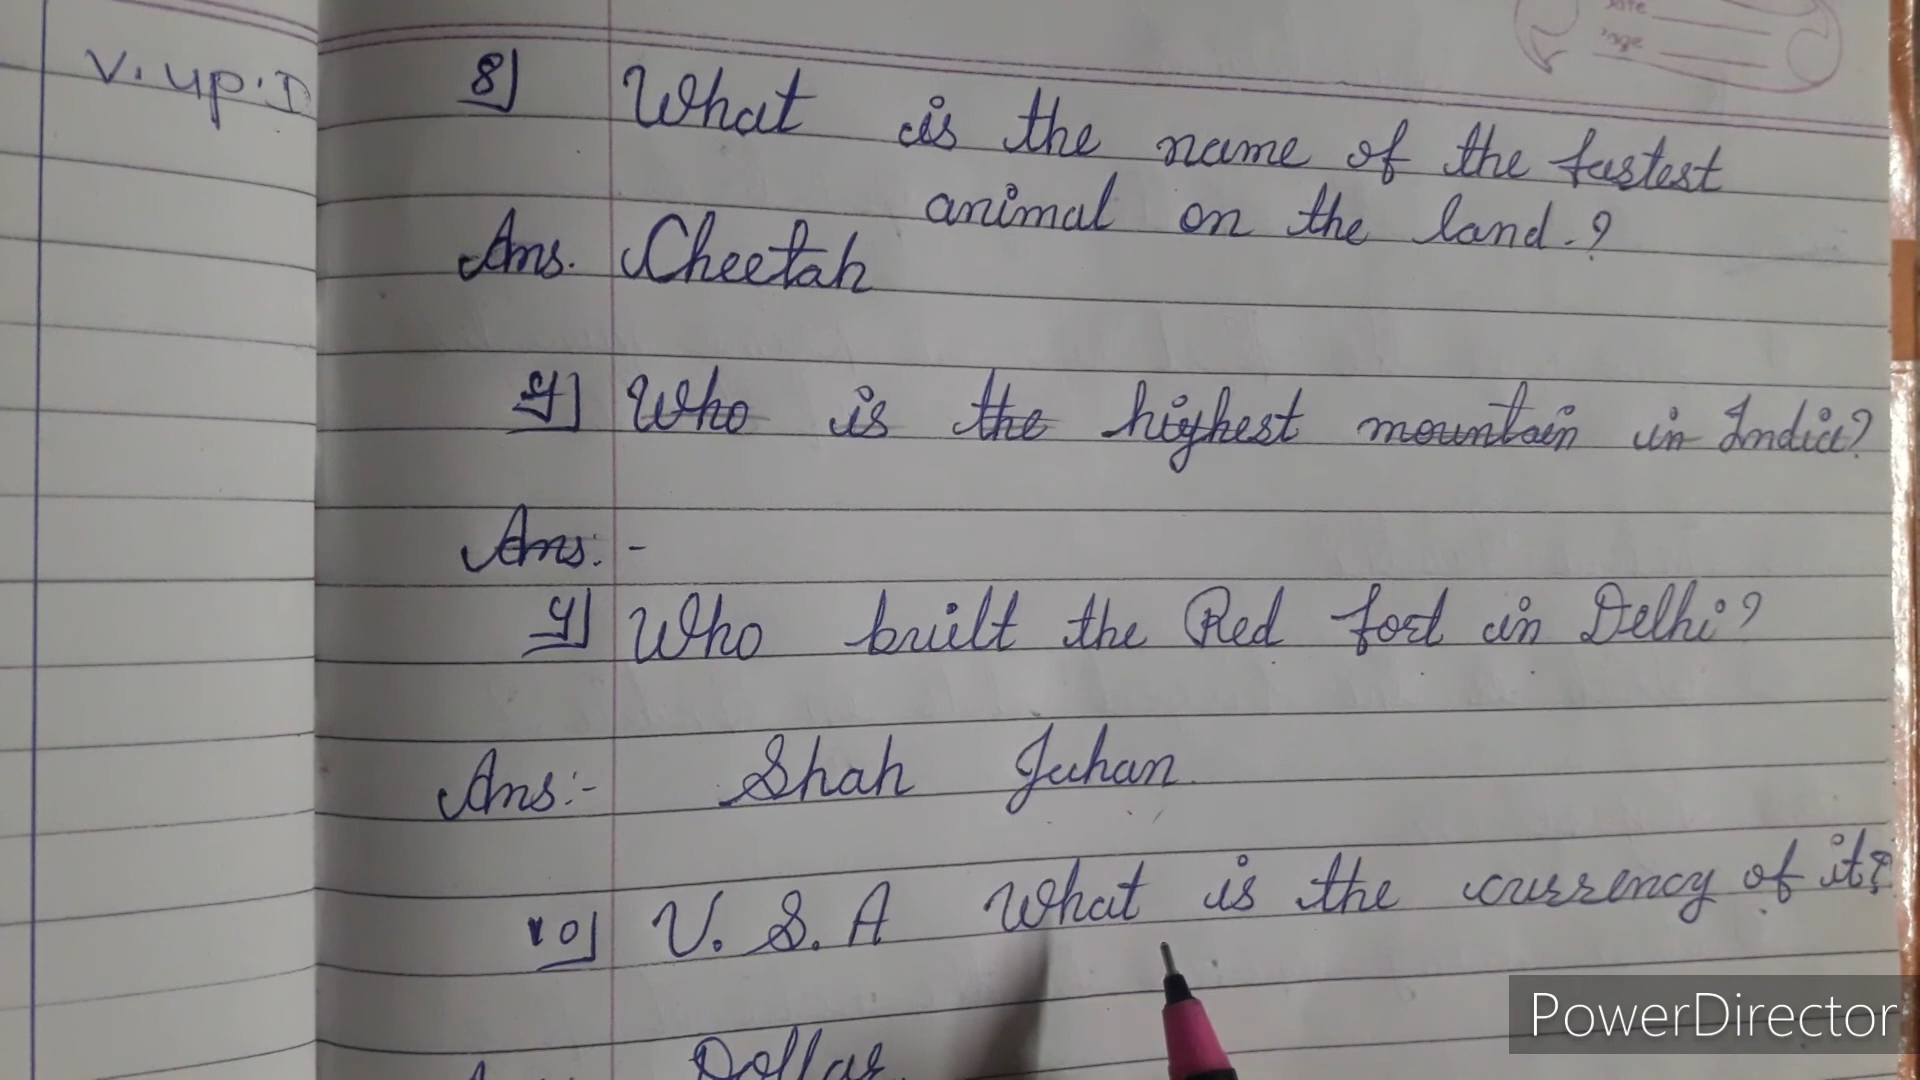 Date
Page
V. up. D
8] What is the name of the fastest
animal on the land.?
Ans. Cheetah
9] Who is the highest mountain in India?
Ans:-
9] Who built the Red fort in Delhi?
Ans:- Shah Jahan
10] U. S. A What is the currency of it?
Dollar
PowerDirector